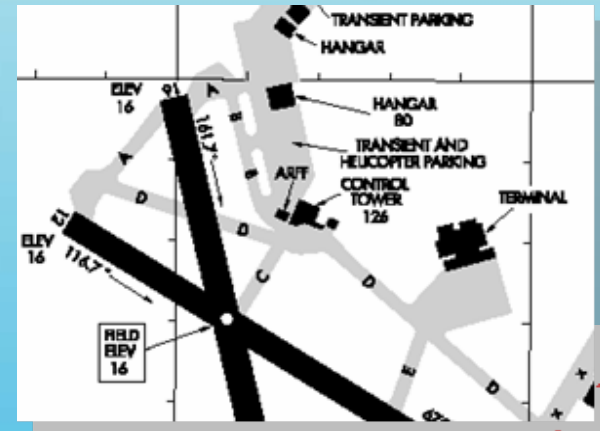 TRANSIENT PARKING
HANGAR
ELEV
16
16
A
HANGAR
80
161.7°
B
TRANSIENT AND
HELICOPTER PARKING
A
ARFF
B
CONTROL
TOWER
126
TERMINAL
D
12
D
ELEV
16
116.7°
C
D
FIELD
ELEV
16
E
D
X
X